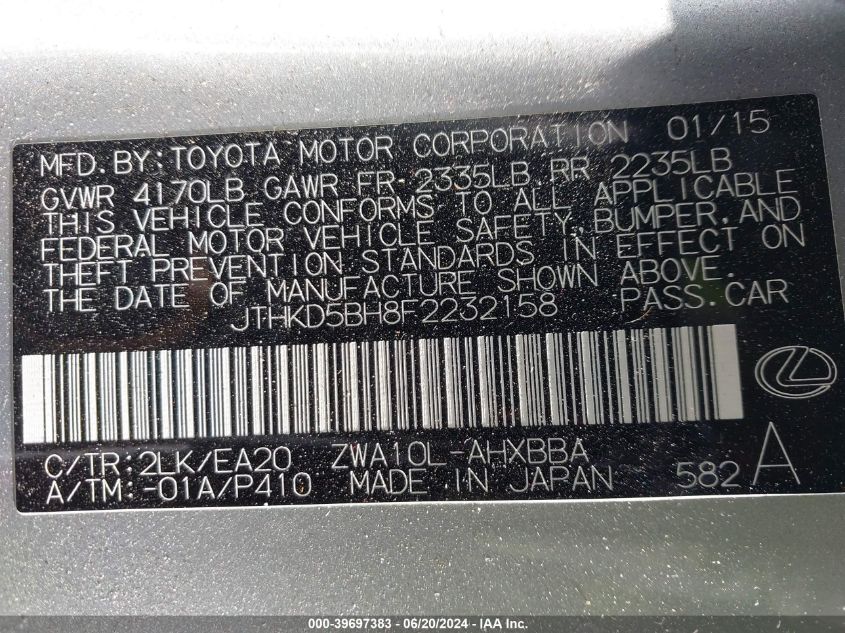 MFD.BY:TOYOTA MOTOR CORPORATION 01/15
GVWR 4170LB GAWR FR 2335LB RR 2235LB
THIS VEHICLE CONFORMS TO ALL APPLICABLE
FEDERAL MOTOR VEHICLE SAFETY,BUMPER,AND
THEFT PREVENTION STANDARDS IN EFFECT ON
THE DATE OF MANUFACTURE SHOWN ABOVE.
JTHKD5BH8F2232158 PASS.CAR
C/TR:2LK/EA20 ZWA10L-AHXBBA
A/TM:-01A/P410 MADE IN JAPAN 582 A
000-39697383 / 06/20/2024 - IAA Inc.